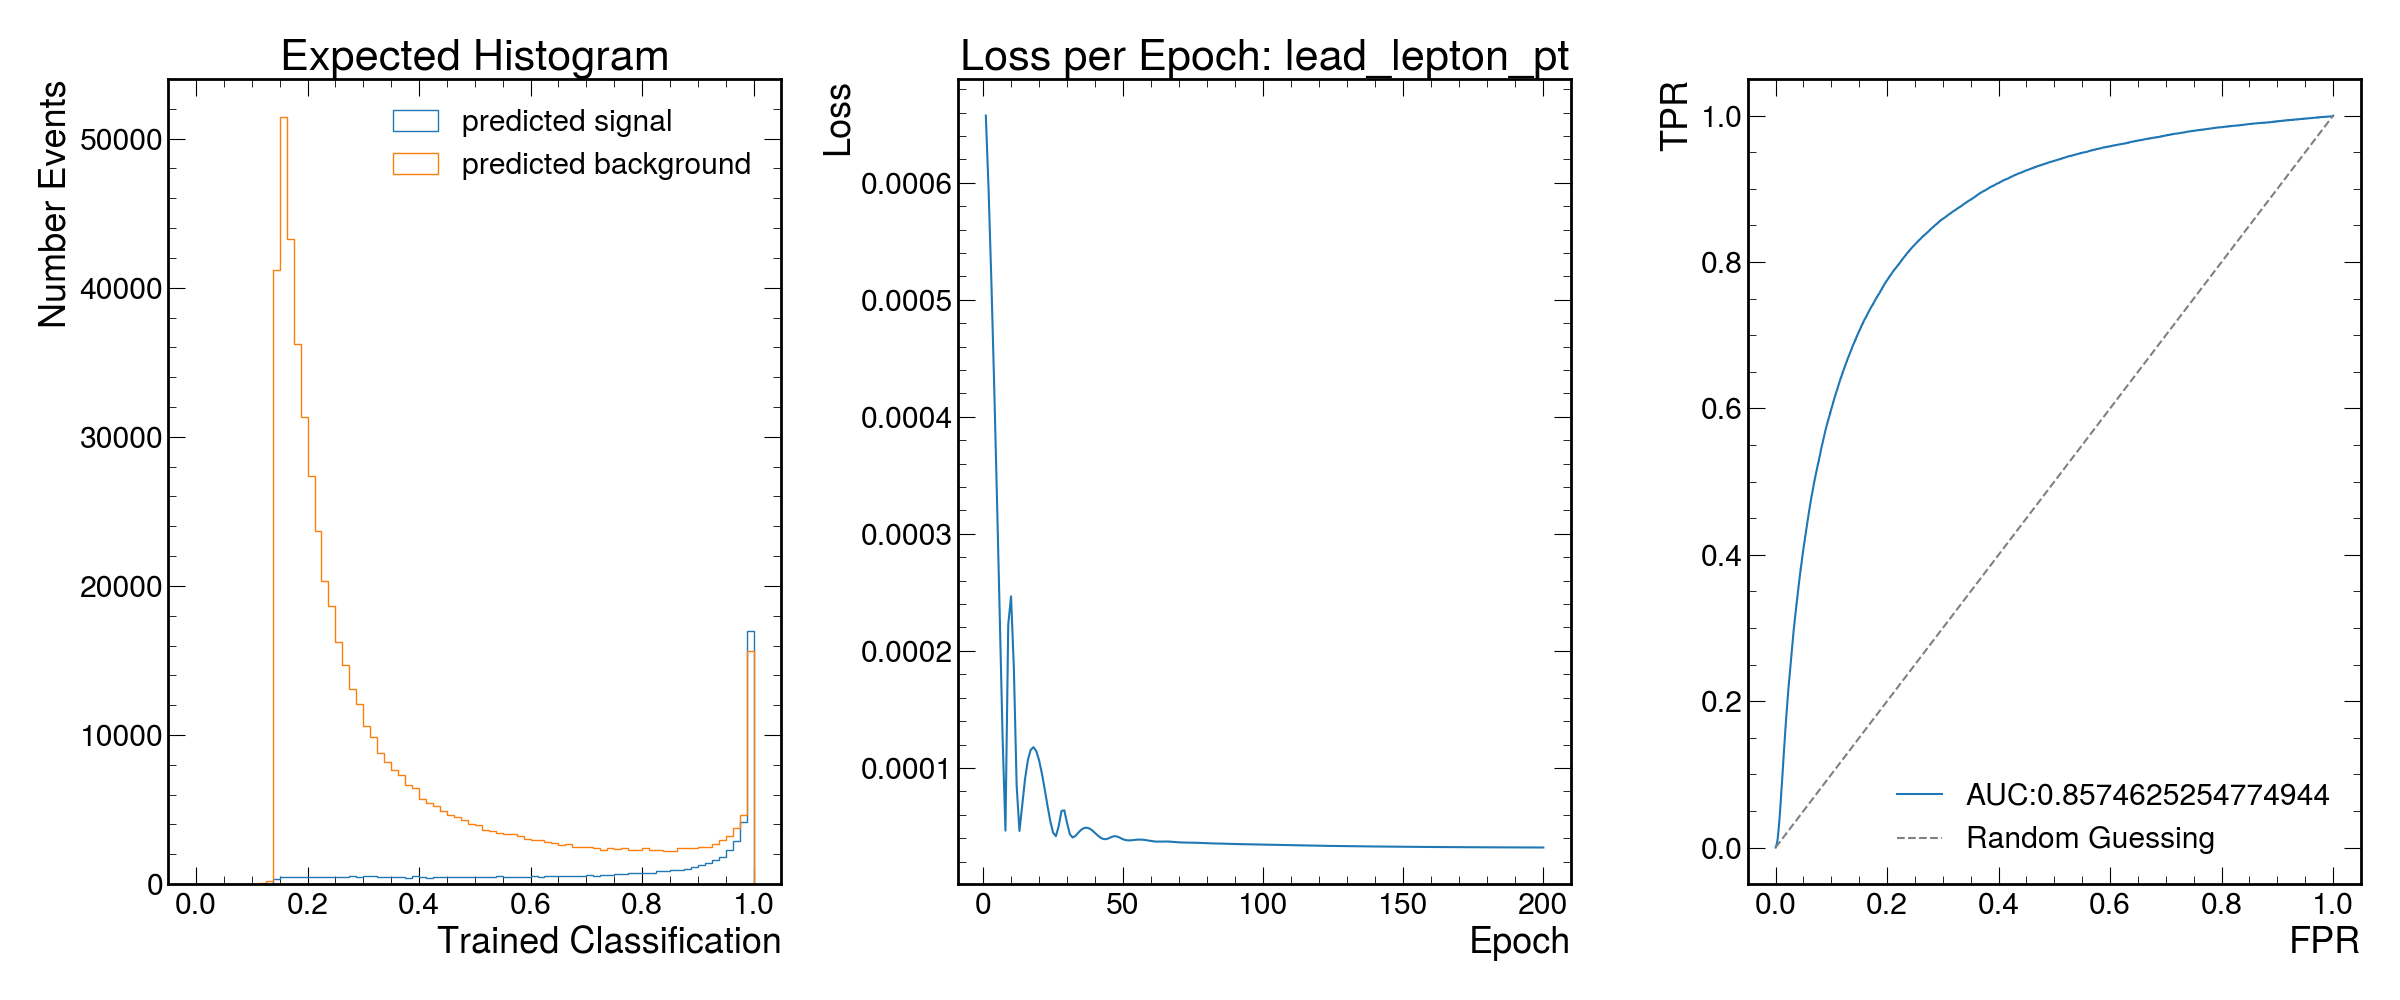 Expected Histogram
Number Events
50000
40000
30000
20000
10000
0
predicted signal
predicted background
0.0 0.2 0.4 0.6 0.8 1.0
Trained Classification
Loss per Epoch: lead_lepton_pt
Loss
0.0006
0.0005
0.0004
0.0003
0.0002
0.0001
0 50 100 150 200
Epoch
TPR
1.0
0.8
0.6
0.4
0.2
0.0
AUC:0.8574625254774944
Random Guessing
0.0 0.2 0.4 0.6 0.8 1.0
FPR